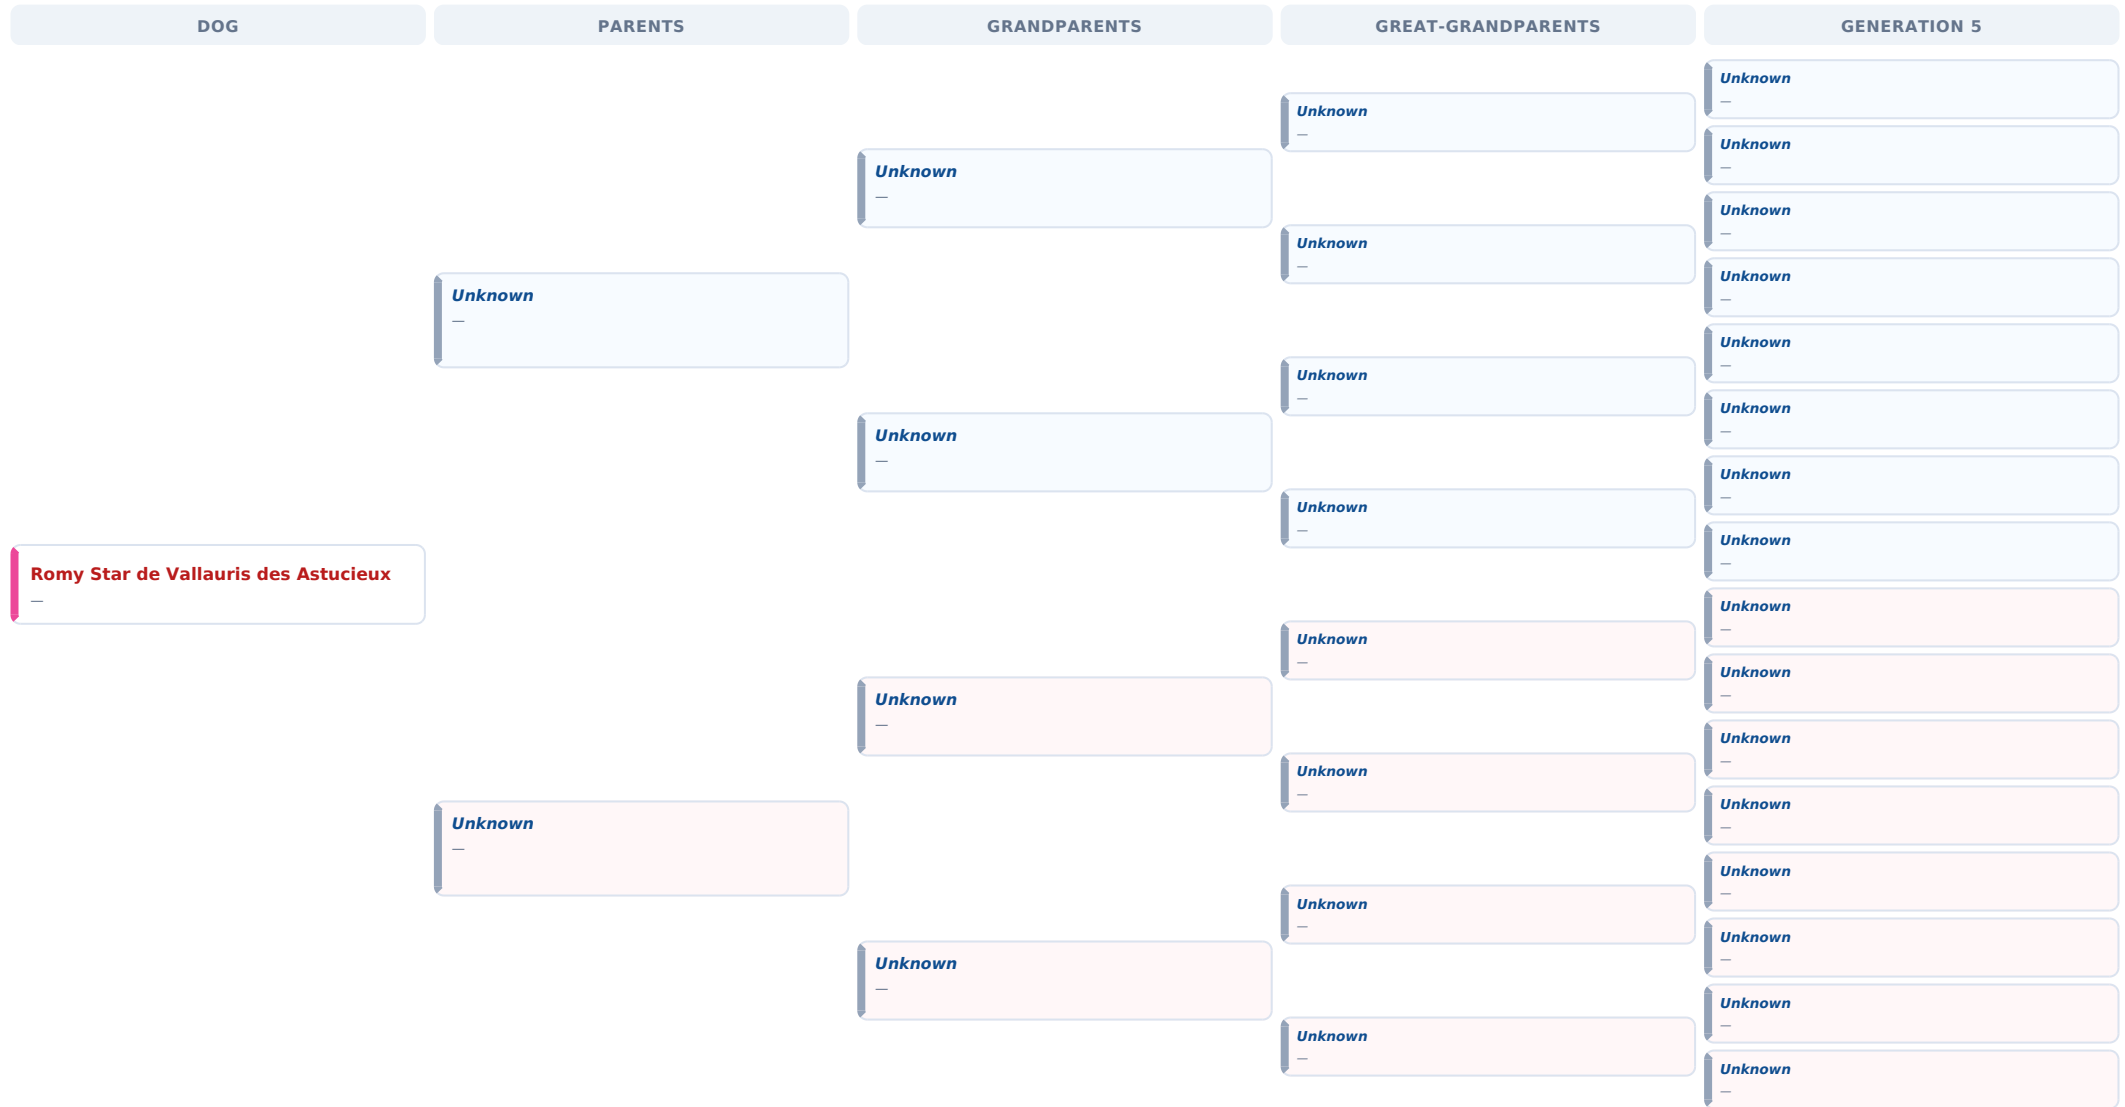 DOG
PARENTS
GRANDPARENTS
GREAT-GRANDPARENTS
GENERATION 5
Romy Star de Vallauris des Astucieux
—
Unknown
—
Unknown
—
Unknown
—
Unknown
—
Unknown
—
Unknown
—
Unknown
—
Unknown
—
Unknown
—
Unknown
—
Unknown
—
Unknown
—
Unknown
—
Unknown
—
Unknown
—
Unknown
—
Unknown
—
Unknown
—
Unknown
—
Unknown
—
Unknown
—
Unknown
—
Unknown
—
Unknown
—
Unknown
—
Unknown
—
Unknown
—
Unknown
—
Unknown
—
Unknown
—